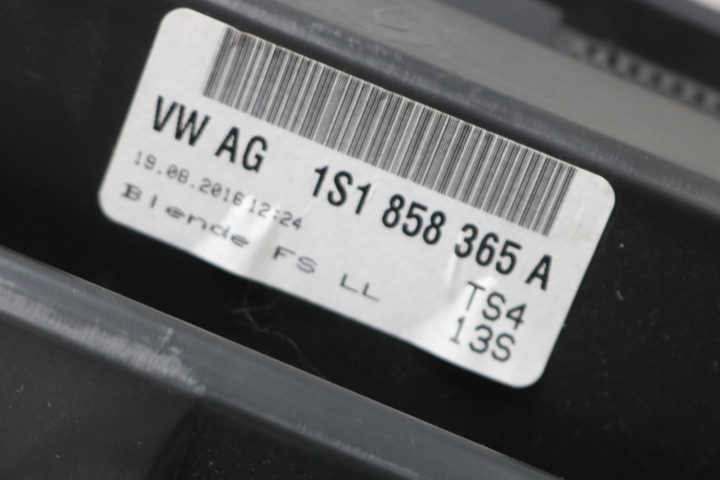 VW AG 1S1 858 365 A
19.08.2016 12:24 TS4
Blende FS LL 13S